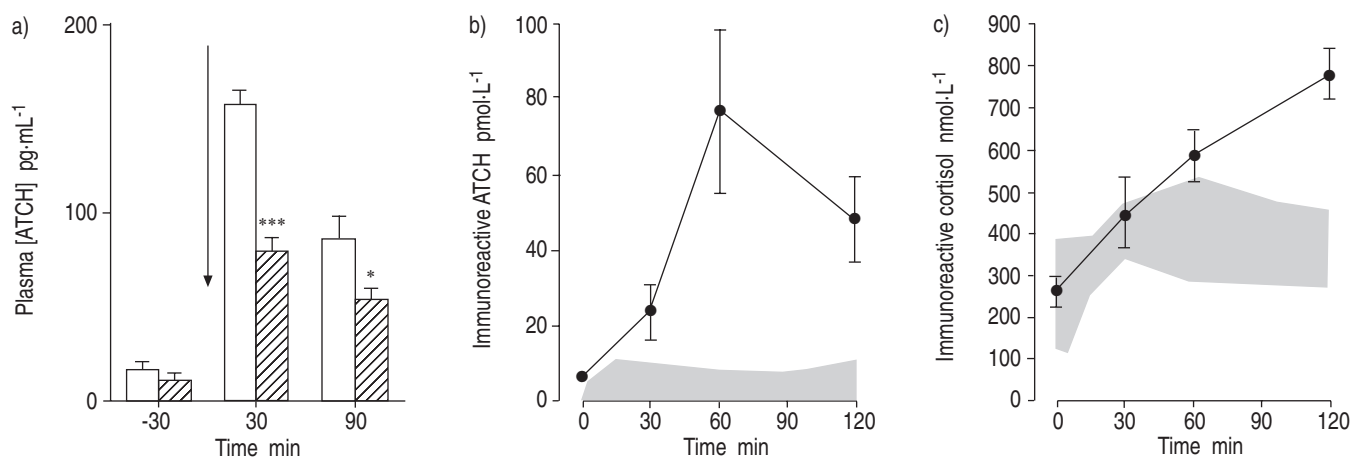 a)
Plasma [ATCH] pg·mL-1
200
100
0
***
*
-30 30 90
Time min
b)
Immunoreactive ATCH pmol·L-1
100
80
60
40
20
0
0 30 60 90 120
Time min
c)
Immunoreactive cortisol nmol·L-1
900
800
900
700
600
500
400
300
200
100
0
0 30 60 90 120
Time min